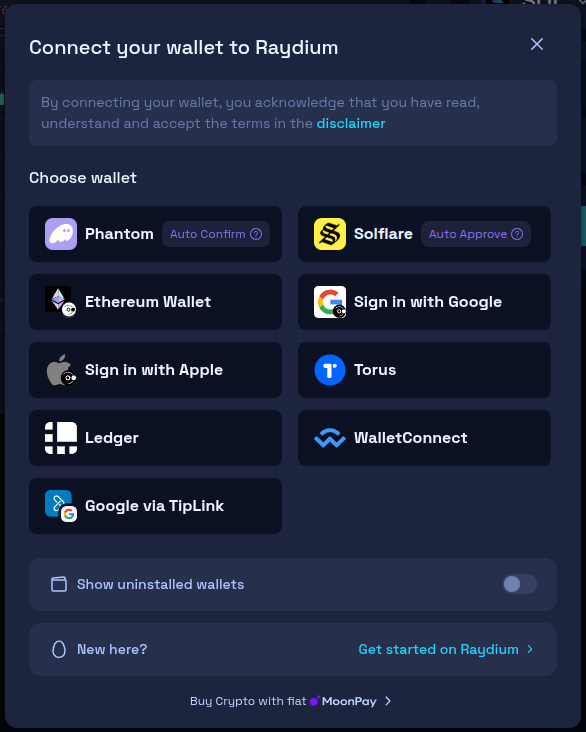 Connect your wallet to Raydium
By connecting your wallet, you acknowledge that you have read,
understand and accept the terms in the disclaimer
Choose wallet
Phantom Auto Confirm
Solflare Auto Approve
Ethereum Wallet
Sign in with Google
Sign in with Apple
Torus
Ledger
WalletConnect
Google via TipLink
Show uninstalled wallets
New here? Get started on Raydium
Buy Crypto with fiat MoonPay